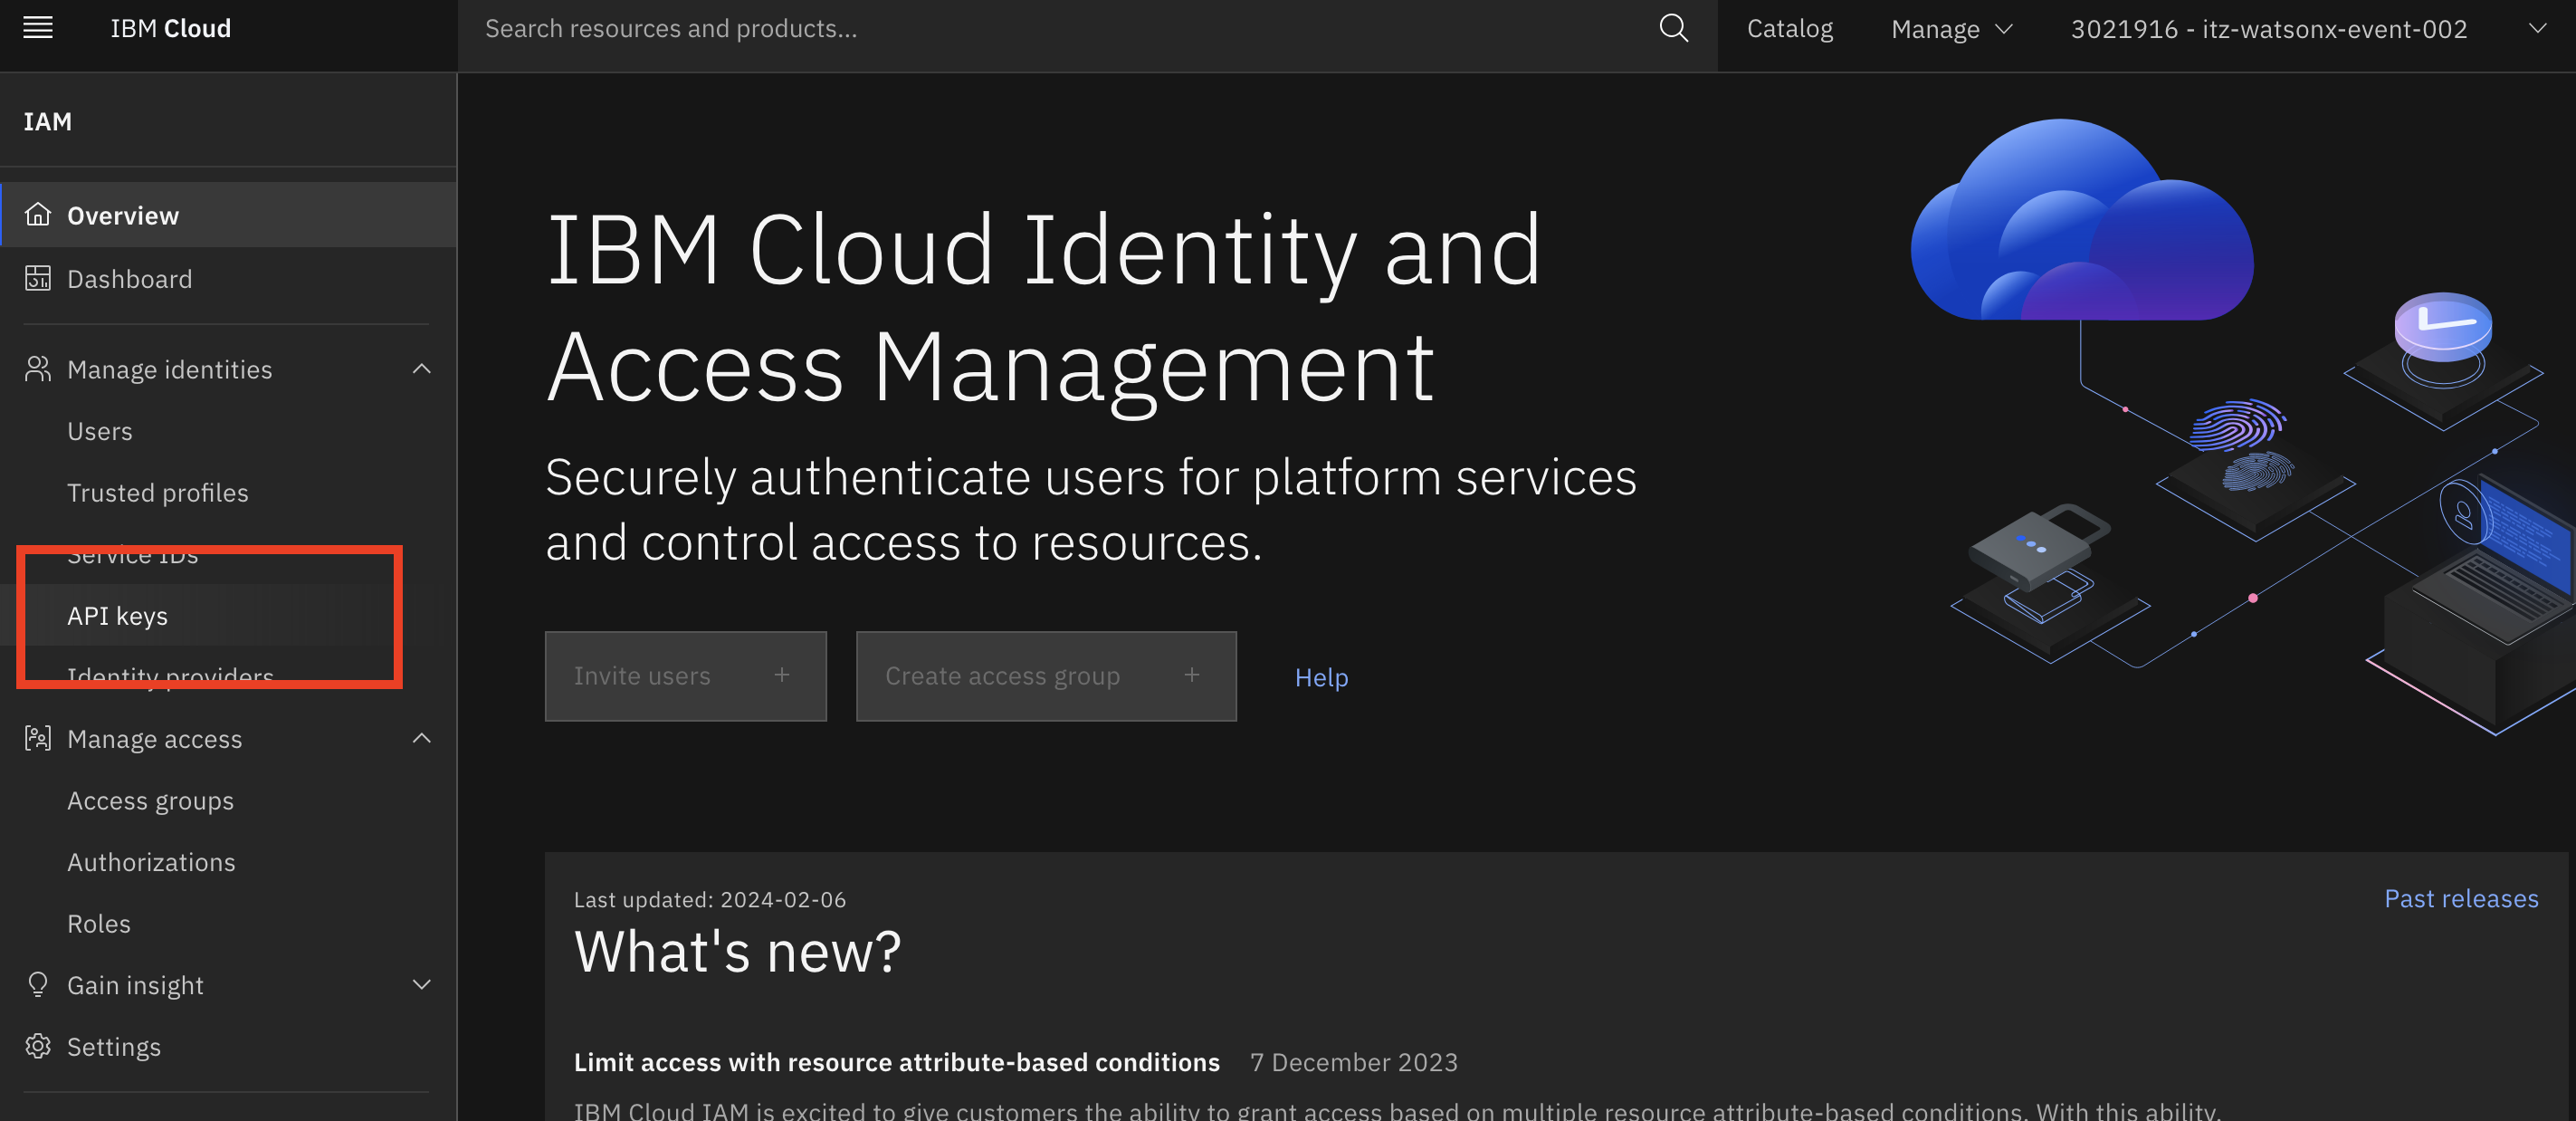 IBM Cloud
Search resources and products...
Catalog
Manage
3021916 - itz-watsonx-event-002
IAM
Overview
Dashboard
Manage identities
Users
Trusted profiles
Service IDs
API keys
Identity providers
Manage access
Access groups
Authorizations
Roles
Gain insight
Settings
IBM Cloud Identity and
Access Management
Securely authenticate users for platform services
and control access to resources.
Invite users +
Create access group +
Help
Last updated: 2024-02-06
Past releases
What's new?
Limit access with resource attribute-based conditions 7 December 2023
IBM Cloud IAM is excited to give customers the ability to grant access based on multiple resource attribute-based conditions. With this ability,